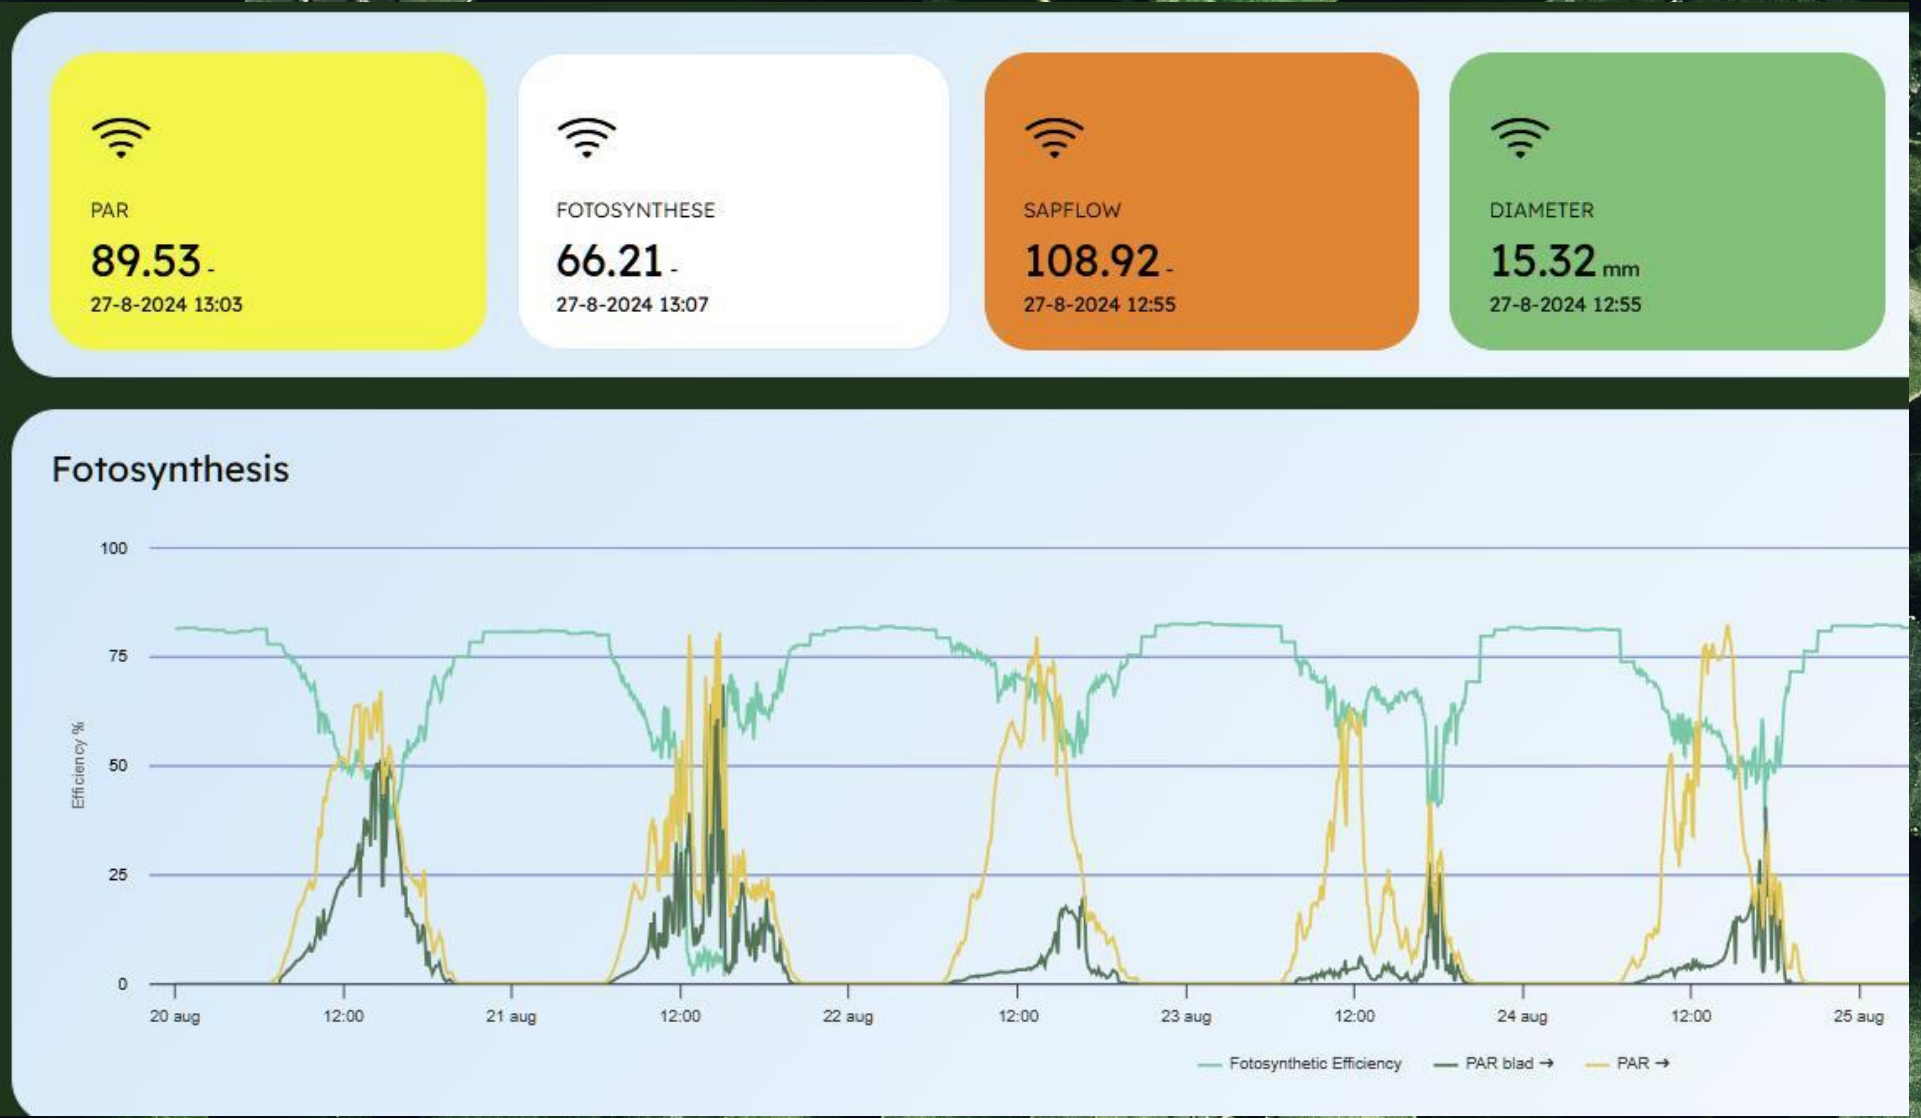 PAR
89.53 -
27-8-2024 13:03
FOTOSYNTHESE
66.21 -
27-8-2024 13:07
SAPFLOW
108.92 -
27-8-2024 12:55
DIAMETER
15.32 mm
27-8-2024 12:55
Fotosynthesis
Efficiency %
100
75
50
25
0
20 aug 12:00 21 aug 12:00 22 aug 12:00 23 aug 12:00 24 aug 12:00 25 aug
Fotosynthetic Efficiency PAR blad → PAR →